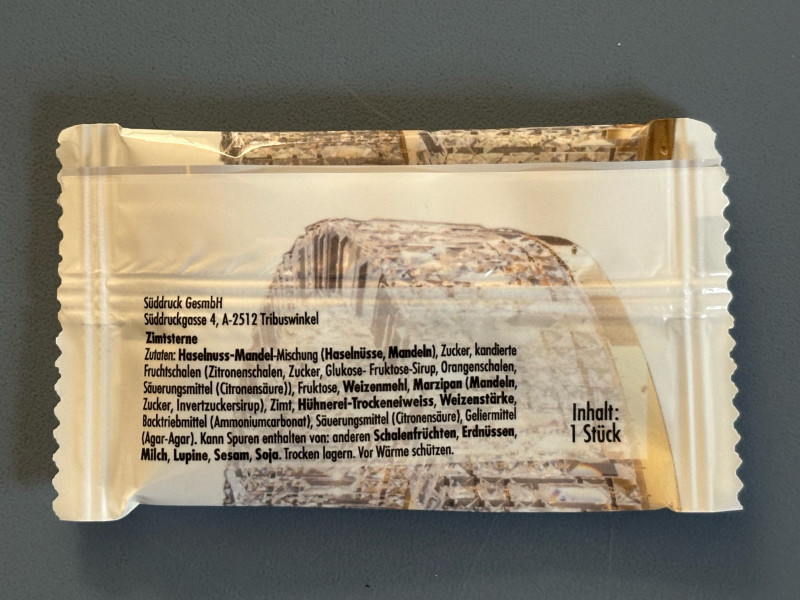 Süddruck GesmbH
Süddruckgasse 4, A-2512 Tribuswinkel
Zimtsterne
Zutaten: Haselnuss-Mandel-Mischung (Haselnüsse, Mandeln), Zucker, kandierte
Fruchtschalen (Zitronenschalen, Zucker, Glukose- Fruktose-Sirup, Orangenschalen,
Säuerungsmittel (Citronensäure)), Fruktose, Weizenmehl, Marzipan (Mandeln,
Zucker, Invertzuckersirup), Zimt, Hühnerei-Trockeneiweiss, Weizenstärke,
Backtriebmittel (Ammoniumcarbonat), Säuerungsmittel (Citronensäure), Geliermittel
(Agar-Agar). Kann Spuren enthalten von: anderen Schalenfrüchten, Erdnüssen,
Milch, Lupine, Sesam, Soja. Trocken lagern. Vor Wärme schützen.
Inhalt:
1 Stück